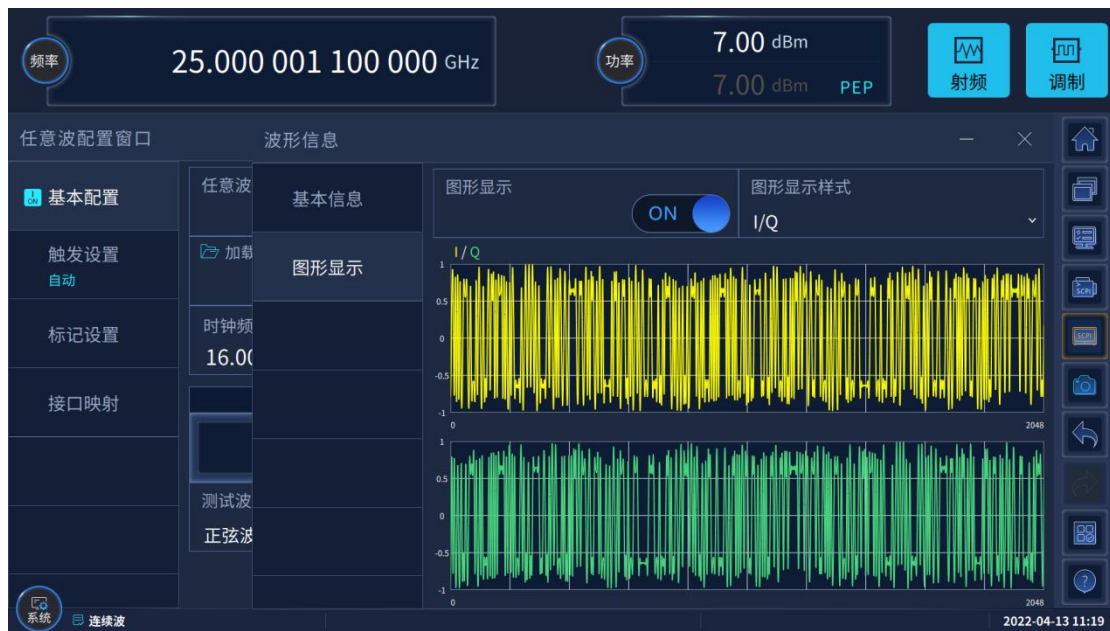 频率
25.000 001 100 000 GHz
功率
7.00 dBm
7.00 dBm PEP
射频
调制
任意波配置窗口
波形信息
基本配置
触发设置
自动
标记设置
接口映射
任意波
加载
时钟频
16.00
测试波
正弦波
基本信息
图形显示
图形显示
ON
图形显示样式
I/Q
I/Q
1
0.5
0
-0.5
-1
0
2048
1
0.5
0
-0.5
-1
0
2048
SCPI
SCPI
系统
连续波
2022-04-13 11:19